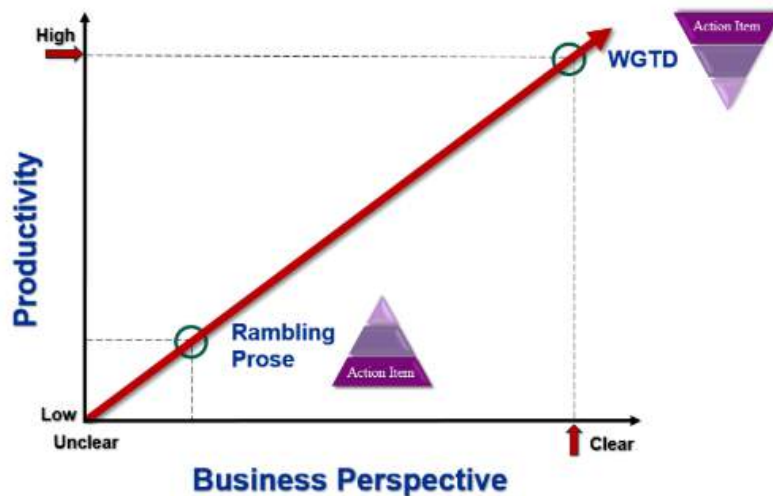 High
Action Item
WGTD
Productivity
Rambling
Prose
Action Item
Low
Unclear
Clear
Business Perspective